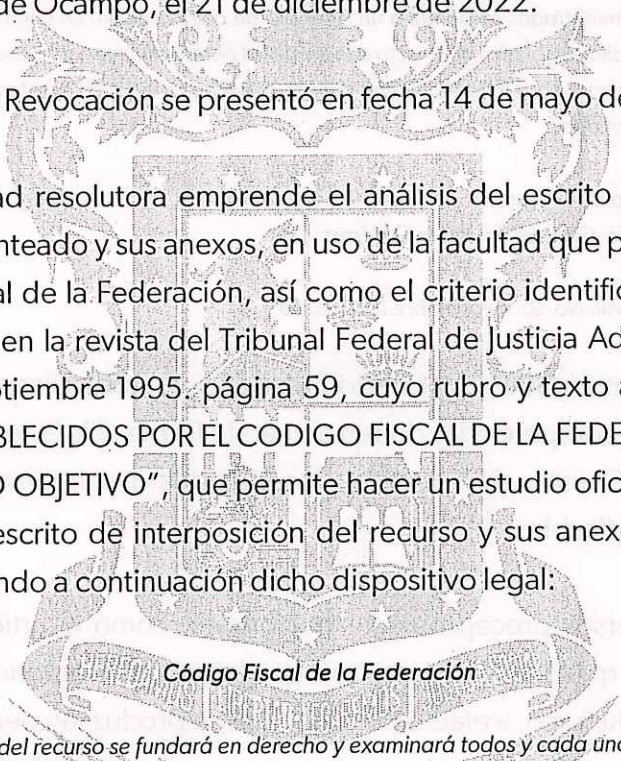 de Ocampo, el 21 de diciembre de 2022.
Revocación se presentó en fecha 14 de mayo de
ad resolutora emprende el análisis del escrito
nteado y sus anexos, en uso de la facultad que p
al de la Federación, así como el criterio identific
en la revista del Tribunal Federal de Justicia Ad
ptiembre 1995. página 59, cuyo rubro y texto a
BLECIDOS POR EL CÓDIGO FISCAL DE LA FEDE
O OBJETIVO”, que permite hacer un estudio ofic
escrito de interposición del recurso y sus anex
ndo a continuación dicho dispositivo legal:
Código Fiscal de la Federación
del recurso se fundará en derecho y examinará todos y cada uno